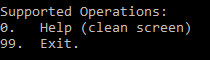 Supported Operations:
0.  Help (clean screen)
99.  Exit.